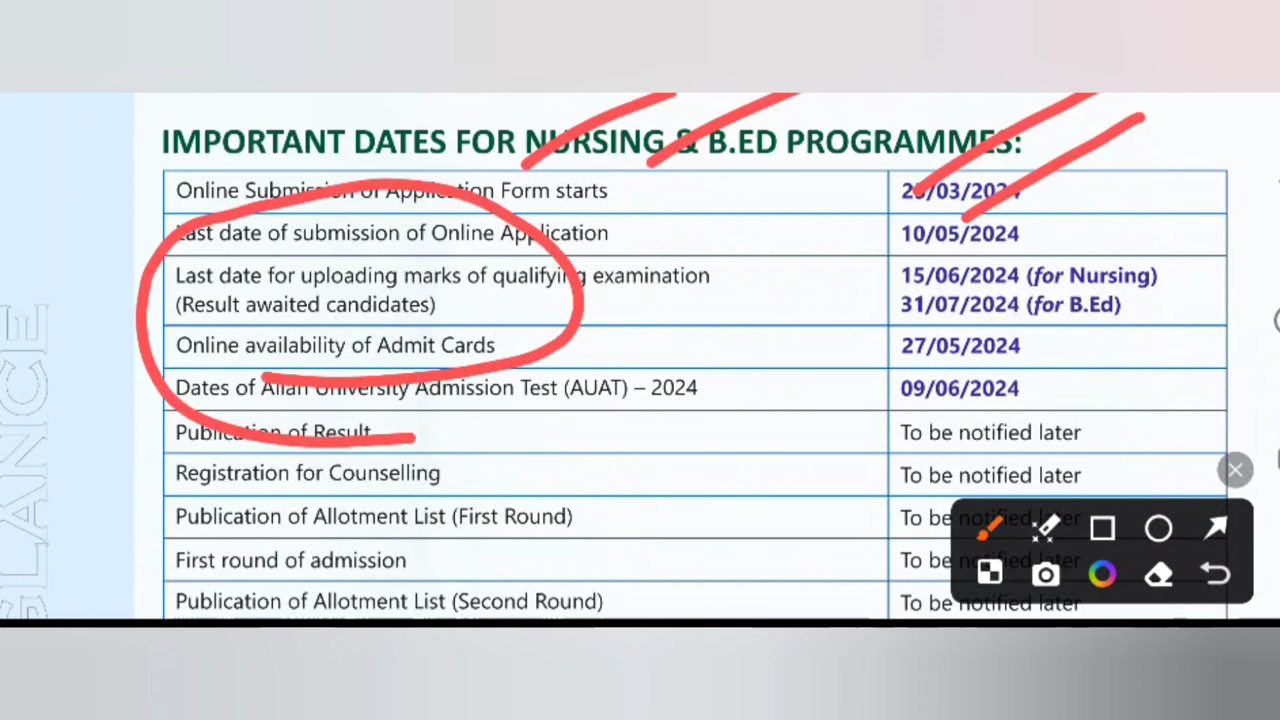 IMPORTANT DATES FOR NURSING & B.ED PROGRAMMES:
Online Submission of Application Form starts /03/2024
Last date of submission of Online Application 10/05/2024
Last date for uploading marks of qualifying examination 15/06/2024 (for Nursing)
(Result awaited candidates) 31/07/2024 (for B.Ed)
Online availability of Admit Cards 27/05/2024
Dates of Aliah University Admission Test (AUAT) – 2024 09/06/2024
Publication of Result To be notified later
Registration for Counselling To be notified later
Publication of Allotment List (First Round) To be notified later
First round of admission To be notified later
Publication of Allotment List (Second Round) To be notified later
GLANCE